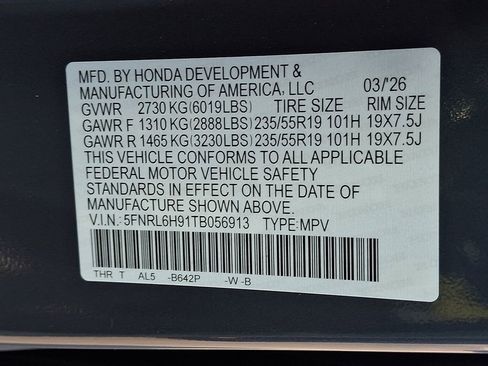 MFD. BY HONDA DEVELOPMENT &
MANUFACTURING OF AMERICA, LLC 03/'26
GVWR 2730 KG (6019LBS) TIRE SIZE RIM SIZE
GAWR F 1310 KG (2888LBS) 235/55R19 101H 19X7.5J
GAWR R 1465 KG (3230LBS) 235/55R19 101H 19X7.5J
THIS VEHICLE CONFORMS TO ALL APPLICABLE
FEDERAL MOTOR VEHICLE SAFETY
STANDARDS IN EFFECT ON THE DATE OF
MANUFACTURE SHOWN ABOVE.
V.I.N.: 5FNRL6H91TB056913 TYPE: MPV
THR T AL5 -B642P -W -B